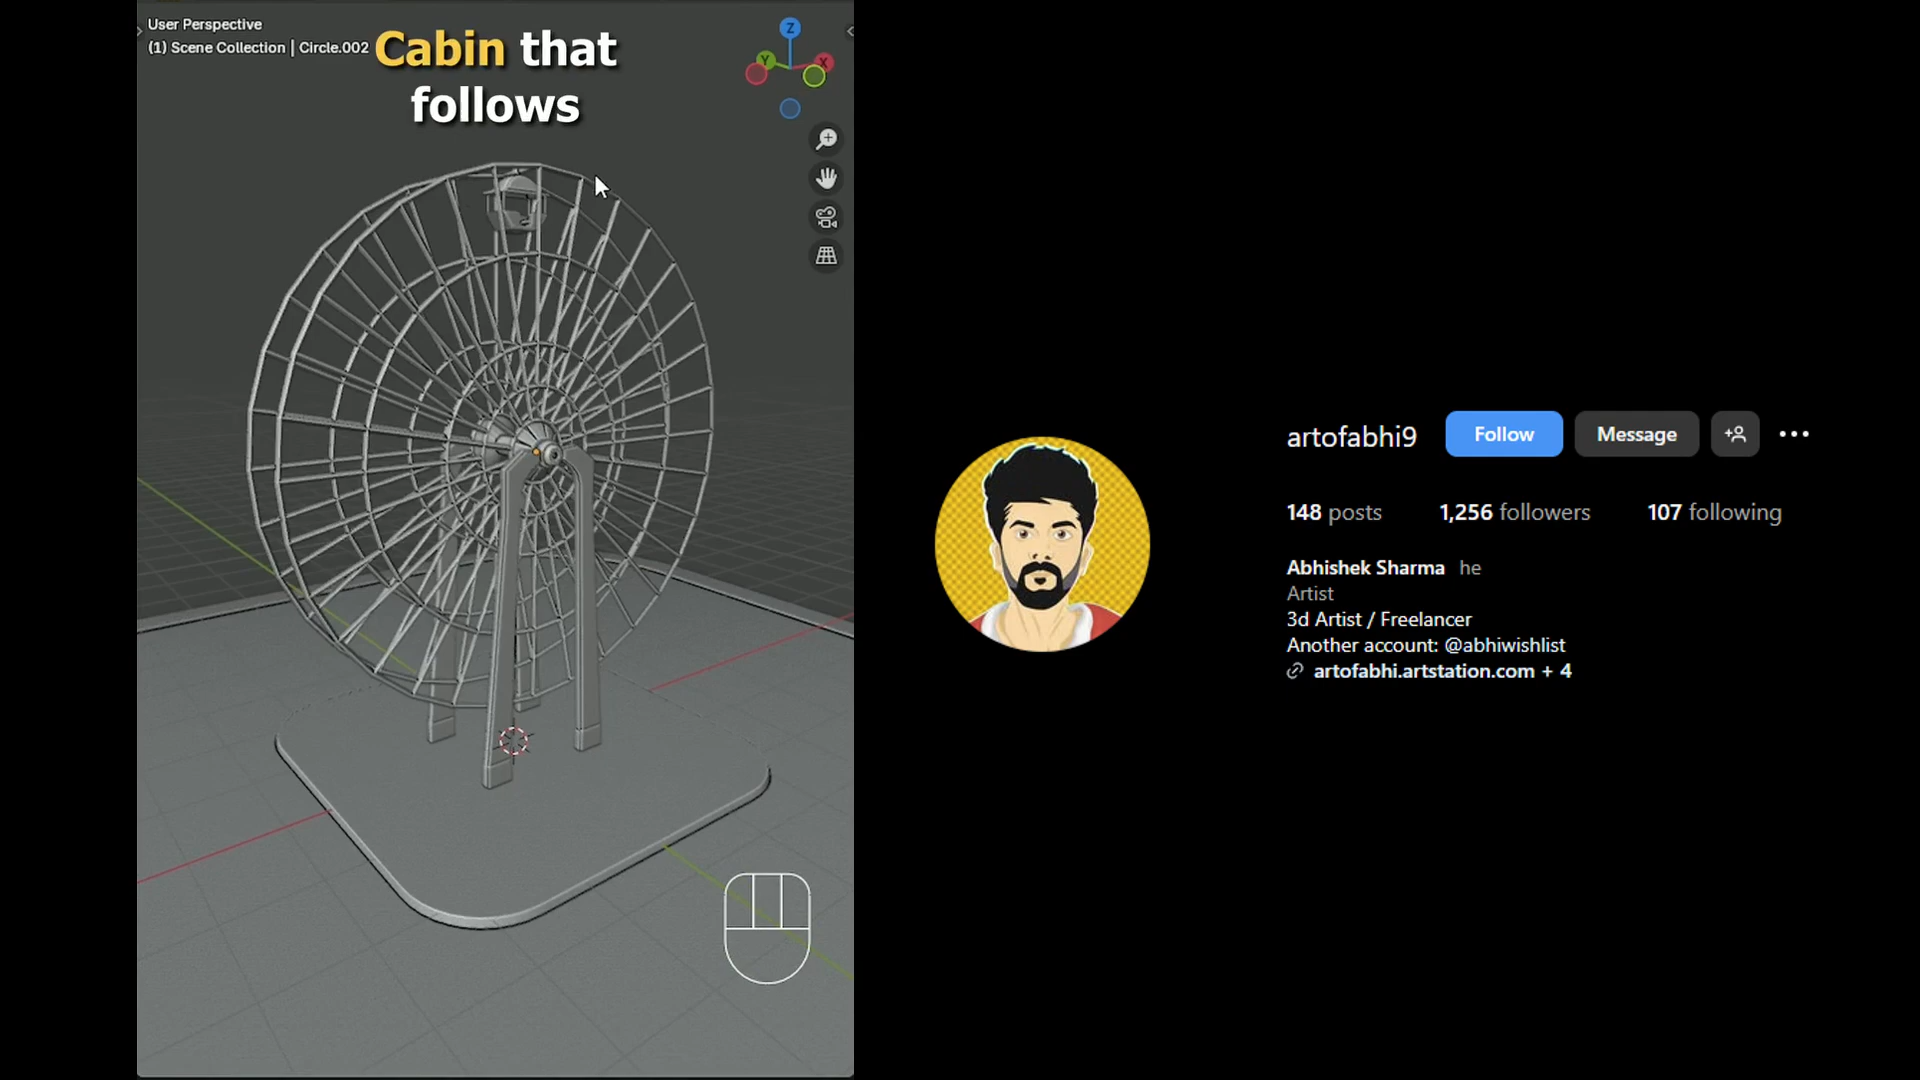 User Perspective
(1) Scene Collection | Circle.002
Cabin that
follows
Z
Y
X
artofabhi9
Follow
Message
148 posts
1,256 followers
107 following
Abhishek Sharma he
Artist
3d Artist / Freelancer
Another account: @abhiwishlist
artofabhi.artstation.com + 4